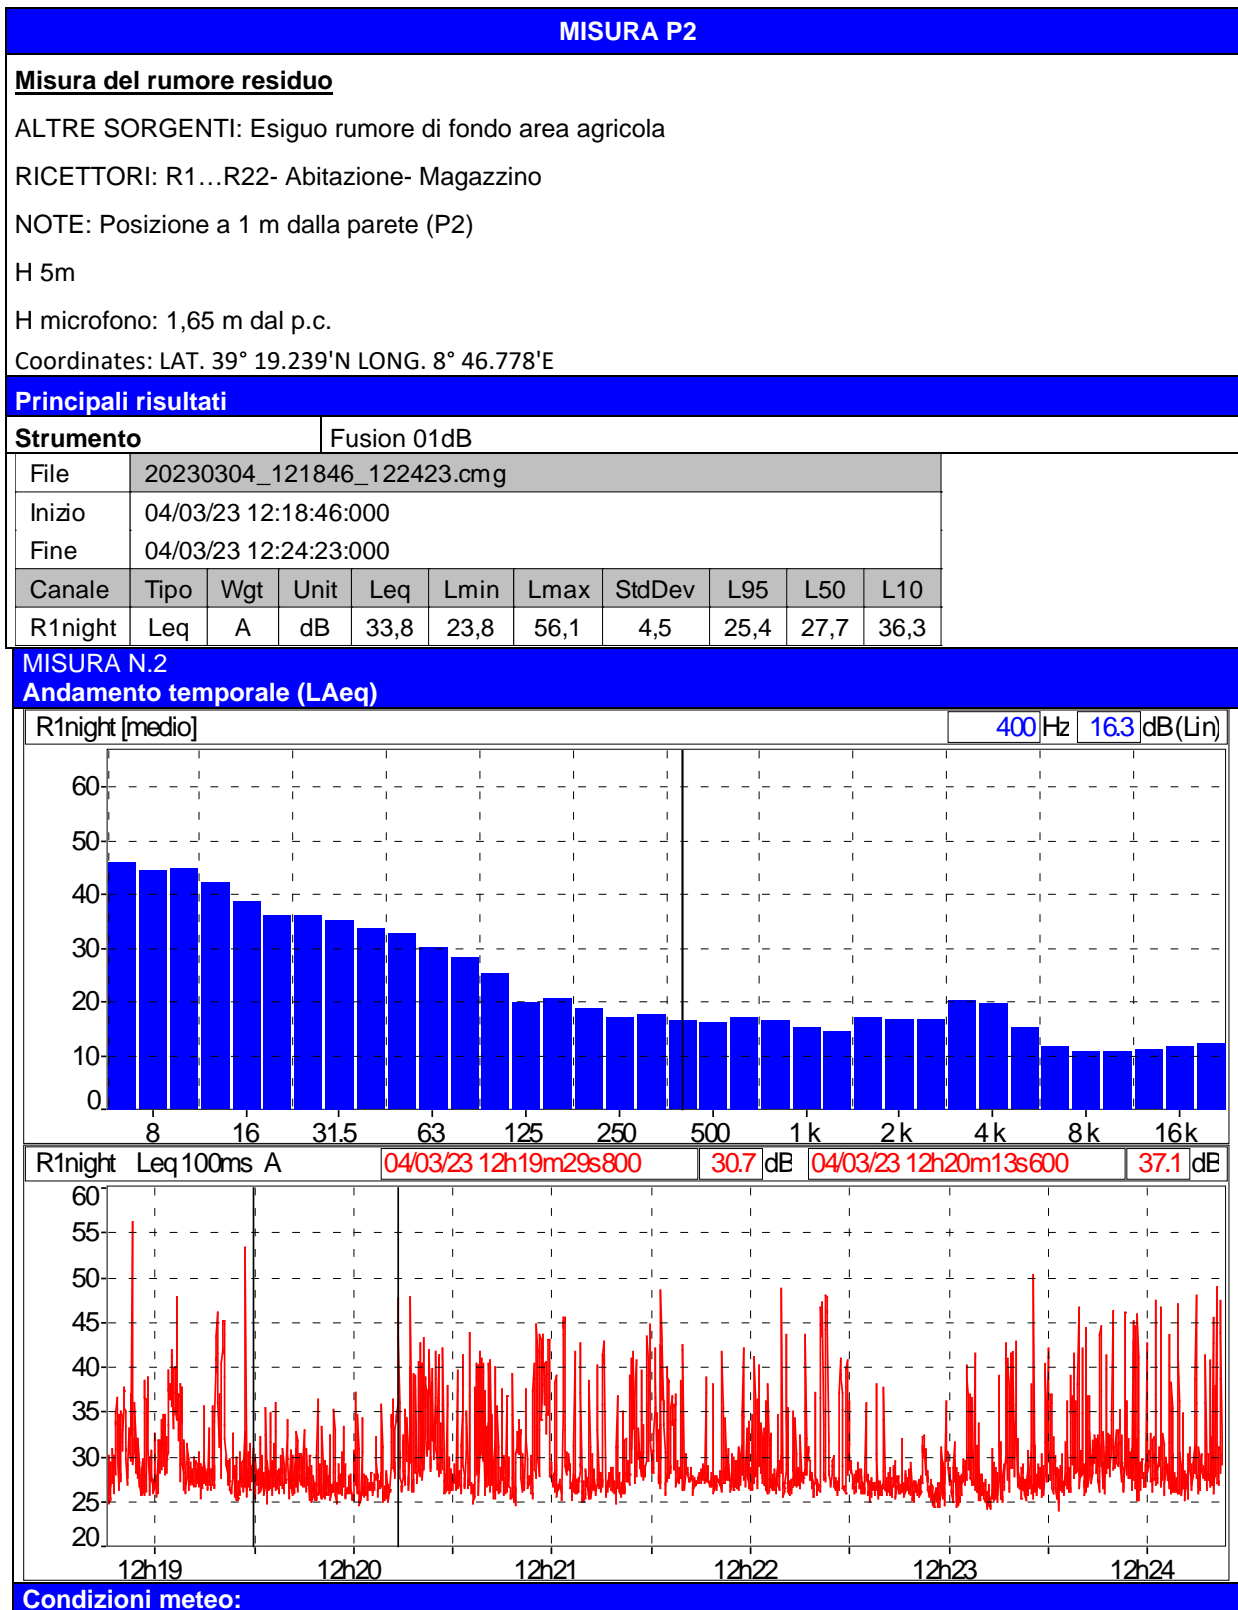 MISURA P2
Misura del rumore residuo
ALTRE SORGENTI: Esiguo rumore di fondo area agricola
RICETTORI: R1…R22- Abitazione- Magazzino
NOTE: Posizione a 1 m dalla parete (P2)
H 5m
H microfono: 1,65 m dal p.c.
Coordinates: LAT. 39° 19.239'N LONG. 8° 46.778'E
Principali risultati
Strumento Fusion 01dB
File 20230304_121846_122423.cmg
Inizio 04/03/23 12:18:46:000
Fine 04/03/23 12:24:23:000
Canale Tipo Wgt Unit Leq Lmin Lmax StdDev L95 L50 L10
R1night Leq A dB 33,8 23,8 56,1 4,5 25,4 27,7 36,3
MISURA N.2
Andamento temporale (LAeq)
R1night [medio] 400 Hz 16.3 dB(Lin)
60
50
40
30
20
10
0
8 16 31.5 63 125 250 500 1 k 2 k 4 k 8 k 16 k
R1night Leq 100ms A 04/03/23 12h19m29s800 30.7 dB 04/03/23 12h20m13s600 37.1 dB
60
55
50
45
40
35
30
25
20
12h19 12h20 12h21 12h22 12h23 12h24
Condizioni meteo: